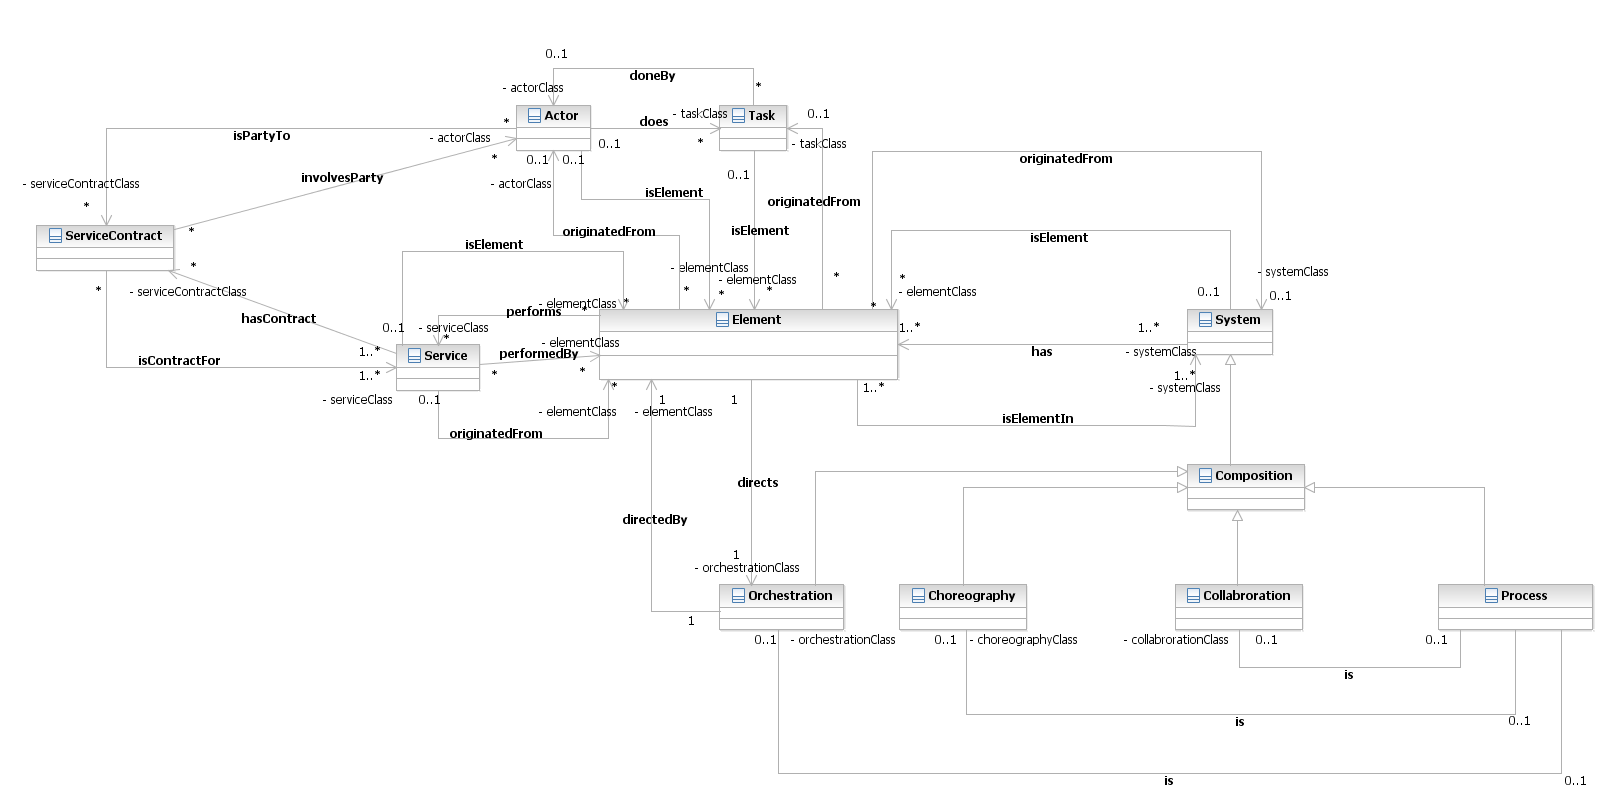 0..1
doneBy
- actorClass
*
Actor
- taskClass
Task
0..1
*
does
isPartyTo
- actorClass
0..1
*
- taskClass
*
0..1
0..1
originatedFrom
involvesParty
0..1
- serviceContractClass
- actorClass
isElement
originatedFrom
*
ServiceContract
*
originatedFrom
isElement
isElement
isElement
*
- elementClass
*
- systemClass
- elementClass
*
*
- serviceContractClass
*
*
*
- elementClass
0..1
0..1
- elementClass
*
*
*
performs
hasContract
0..1
- serviceClass
Element
1..*
1..*
System
*
- elementClass
1..*
Service
performedBy
has
- systemClass
isContractFor
1..*
*
*
1..*
*
1..*
- systemClass
- serviceClass
0..1
1
1
- elementClass
- elementClass
isElementIn
originatedFrom
Composition
directs
directedBy
1
- orchestrationClass
Orchestration
Choreography
Collabroration
Process
1
0..1
- orchestrationClass
0..1
- choreographyClass
- collabrorationClass
0..1
0..1
is
is
0..1
is
0..1